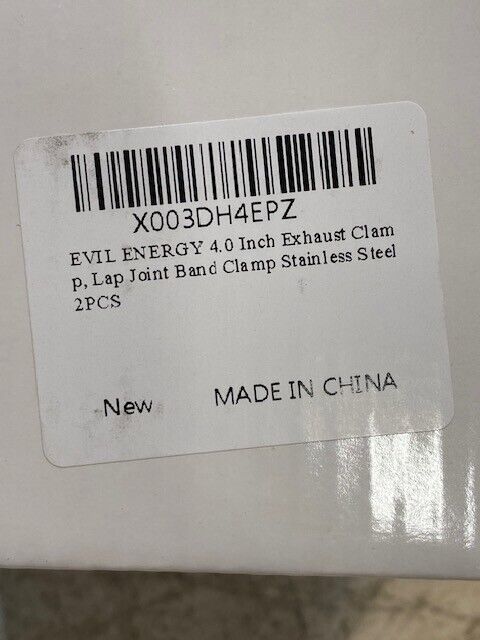 X003DH4EPZ
EVIL ENERGY 4.0 Inch Exhaust Clam
p, Lap Joint Band Clamp Stainless Steel
2PCS
New
MADE IN CHINA